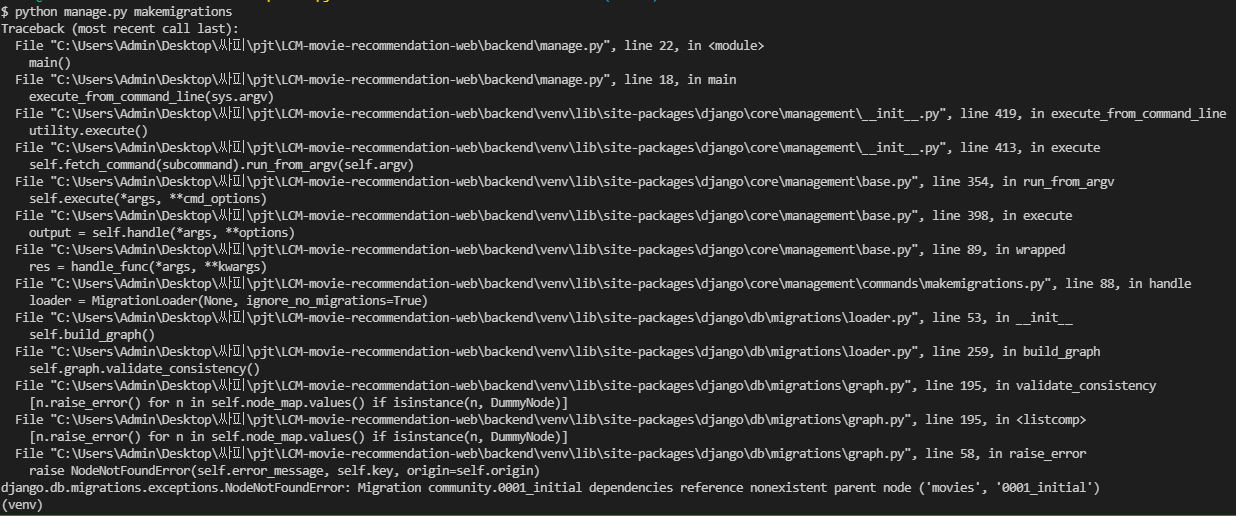 $ python manage.py makemigrations
Traceback (most recent call last):
  File "C:\Users\Admin\Desktop\싸피\pjt\LCM-movie-recommendation-web\backend\manage.py", line 22, in <module>
    main()
  File "C:\Users\Admin\Desktop\싸피\pjt\LCM-movie-recommendation-web\backend\manage.py", line 18, in main
    execute_from_command_line(sys.argv)
  File "C:\Users\Admin\Desktop\싸피\pjt\LCM-movie-recommendation-web\backend\venv\lib\site-packages\django\core\management\__init__.py", line 419, in execute_from_command_line
    utility.execute()
  File "C:\Users\Admin\Desktop\싸피\pjt\LCM-movie-recommendation-web\backend\venv\lib\site-packages\django\core\management\__init__.py", line 413, in execute
    self.fetch_command(subcommand).run_from_argv(self.argv)
  File "C:\Users\Admin\Desktop\싸피\pjt\LCM-movie-recommendation-web\backend\venv\lib\site-packages\django\core\management\base.py", line 354, in run_from_argv
    self.execute(*args, **cmd_options)
  File "C:\Users\Admin\Desktop\싸피\pjt\LCM-movie-recommendation-web\backend\venv\lib\site-packages\django\core\management\base.py", line 398, in execute
    output = self.handle(*args, **options)
  File "C:\Users\Admin\Desktop\싸피\pjt\LCM-movie-recommendation-web\backend\venv\lib\site-packages\django\core\management\base.py", line 89, in wrapped
    res = handle_func(*args, **kwargs)
  File "C:\Users\Admin\Desktop\싸피\pjt\LCM-movie-recommendation-web\backend\venv\lib\site-packages\django\core\management\commands\makemigrations.py", line 88, in handle
    loader = MigrationLoader(None, ignore_no_migrations=True)
  File "C:\Users\Admin\Desktop\싸피\pjt\LCM-movie-recommendation-web\backend\venv\lib\site-packages\django\db\migrations\loader.py", line 53, in __init__
    self.build_graph()
  File "C:\Users\Admin\Desktop\싸피\pjt\LCM-movie-recommendation-web\backend\venv\lib\site-packages\django\db\migrations\loader.py", line 259, in build_graph
    self.graph.validate_consistency()
  File "C:\Users\Admin\Desktop\싸피\pjt\LCM-movie-recommendation-web\backend\venv\lib\site-packages\django\db\migrations\graph.py", line 195, in validate_consistency
    [n.raise_error() for n in self.node_map.values() if isinstance(n, DummyNode)]
  File "C:\Users\Admin\Desktop\싸피\pjt\LCM-movie-recommendation-web\backend\venv\lib\site-packages\django\db\migrations\graph.py", line 195, in <listcomp>
    [n.raise_error() for n in self.node_map.values() if isinstance(n, DummyNode)]
  File "C:\Users\Admin\Desktop\싸피\pjt\LCM-movie-recommendation-web\backend\venv\lib\site-packages\django\db\migrations\graph.py", line 58, in raise_error
    raise NodeNotFoundError(self.error_message, self.key, origin=self.origin)
django.db.migrations.exceptions.NodeNotFoundError: Migration community.0001_initial dependencies reference nonexistent parent node ('movies', '0001_initial')
(venv)